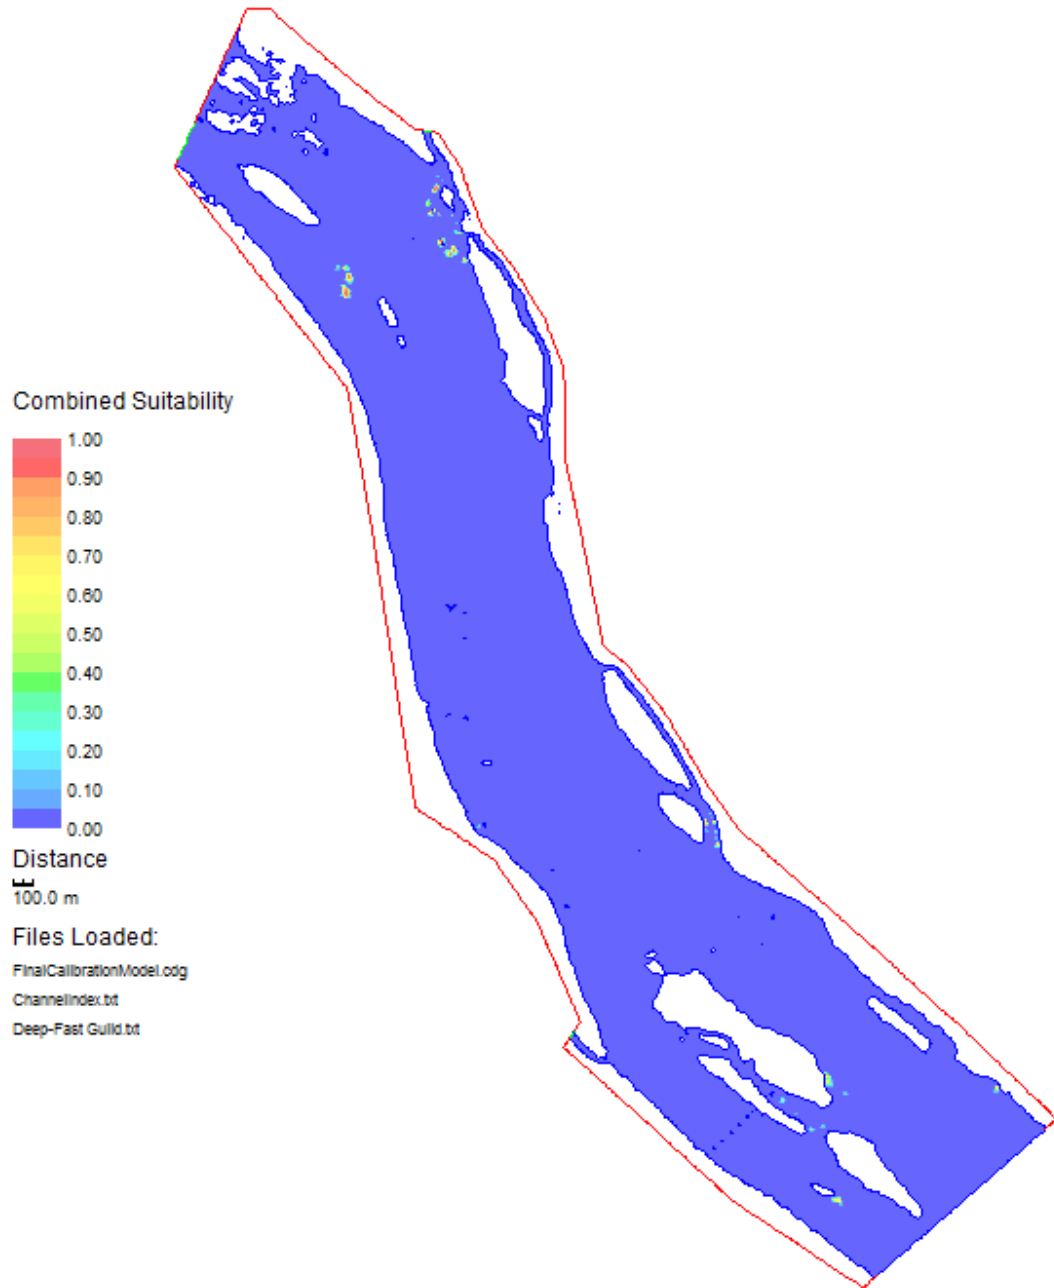 Combined Suitability
1.00
0.90
0.80
0.70
0.60
0.50
0.40
0.30
0.20
0.10
0.00
Distance
100.0 m
Files Loaded:
FinalCalibrationModel.cdg
ChannelIndex.txt
Deep-Fast Guild.txt